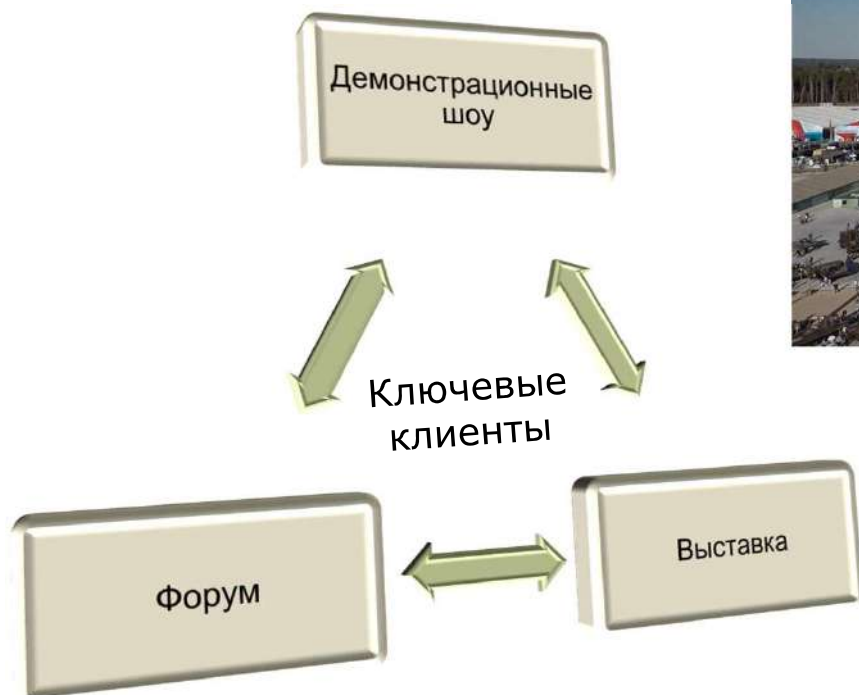 Демонстрационные
шоу
Ключевые
клиенты
Форум
Выставка